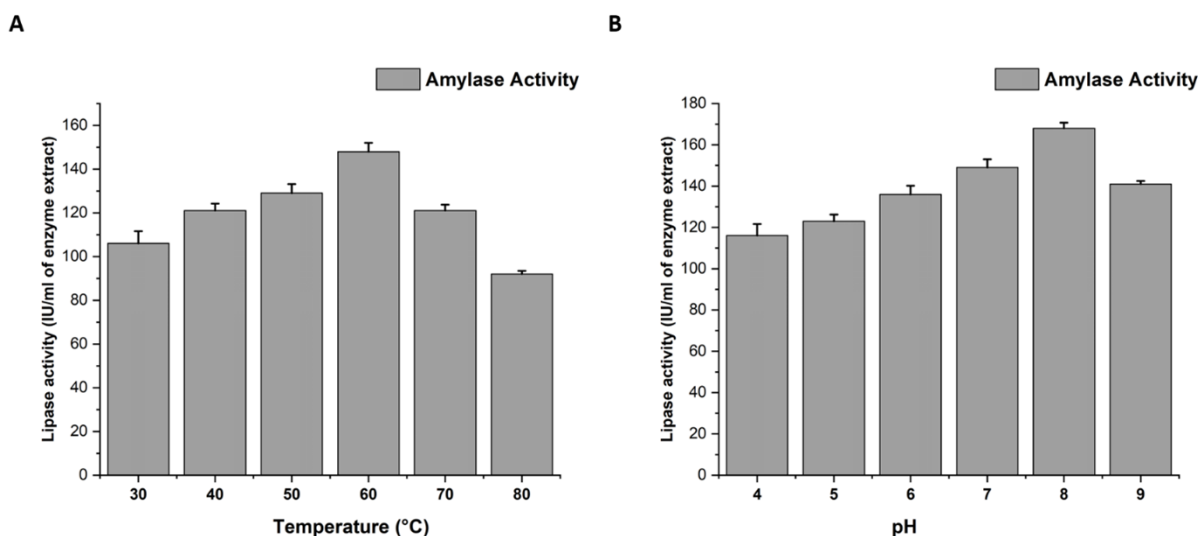 A
Amylase Activity
Lipase activity (IU/ml of enzyme extract)
160
140
120
100
80
60
40
20
0
30 40 50 60 70 80
Temperature (°C)
B
Amylase Activity
Lipase activity (IU/ml of enzyme extract)
180
160
140
120
100
80
60
40
20
0
4 5 6 7 8 9
pH